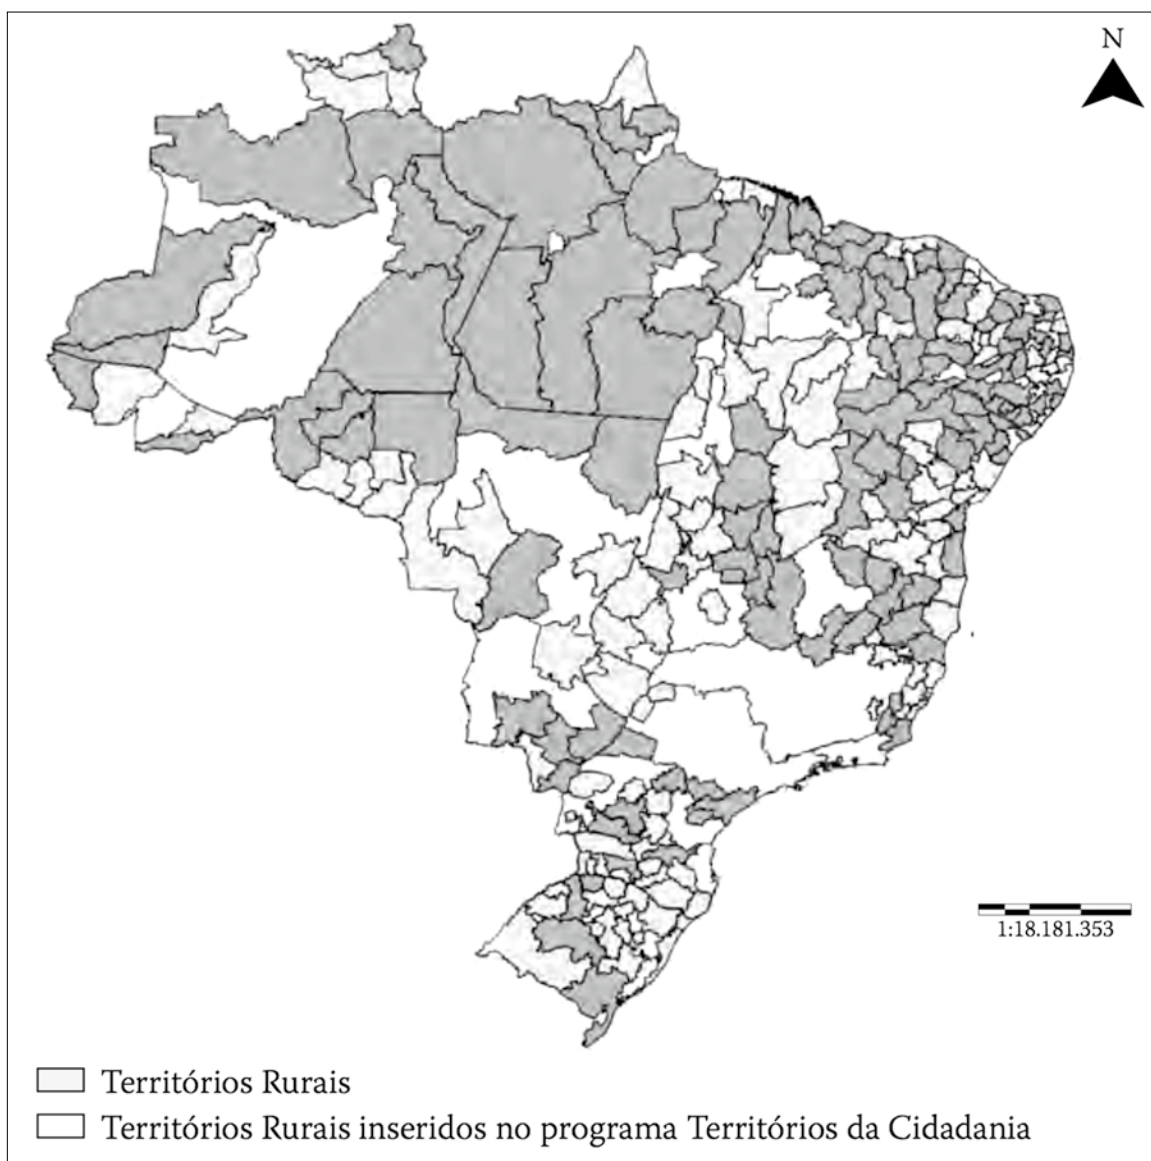 N
1:18.181.353
Territórios Rurais
Territórios Rurais inseridos no programa Territórios da Cidadania